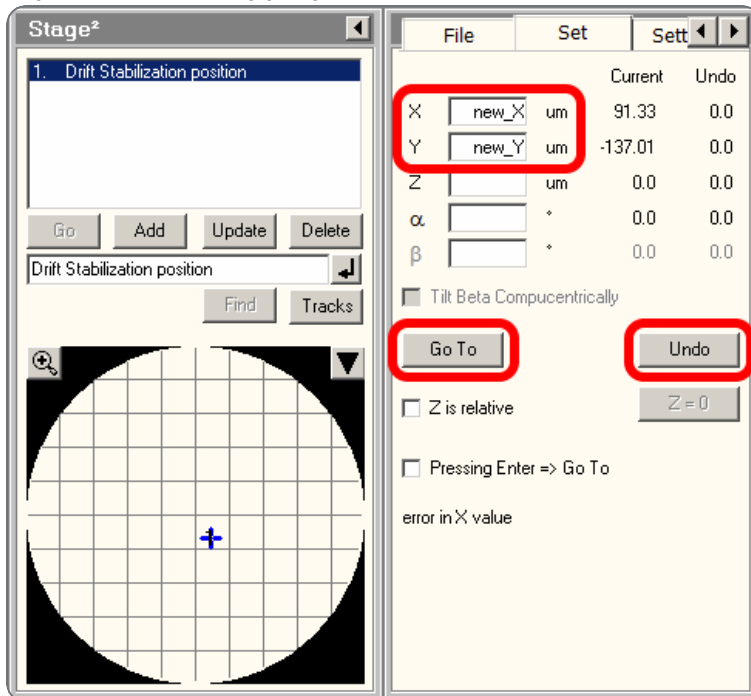 Stage²
1. Drift Stabilization position
Go Add Update Delete
Drift Stabilization position
Find Tracks
File Set Sett
Current Undo
X new_X um 91.33 0.0
Y new_Y um -137.01 0.0
Z um 0.0 0.0
α ° 0.0 0.0
β ° 0.0 0.0
Tilt Beta Compucentrically
Go To Undo
Z is relative Z = 0
Pressing Enter => Go To
error in X value